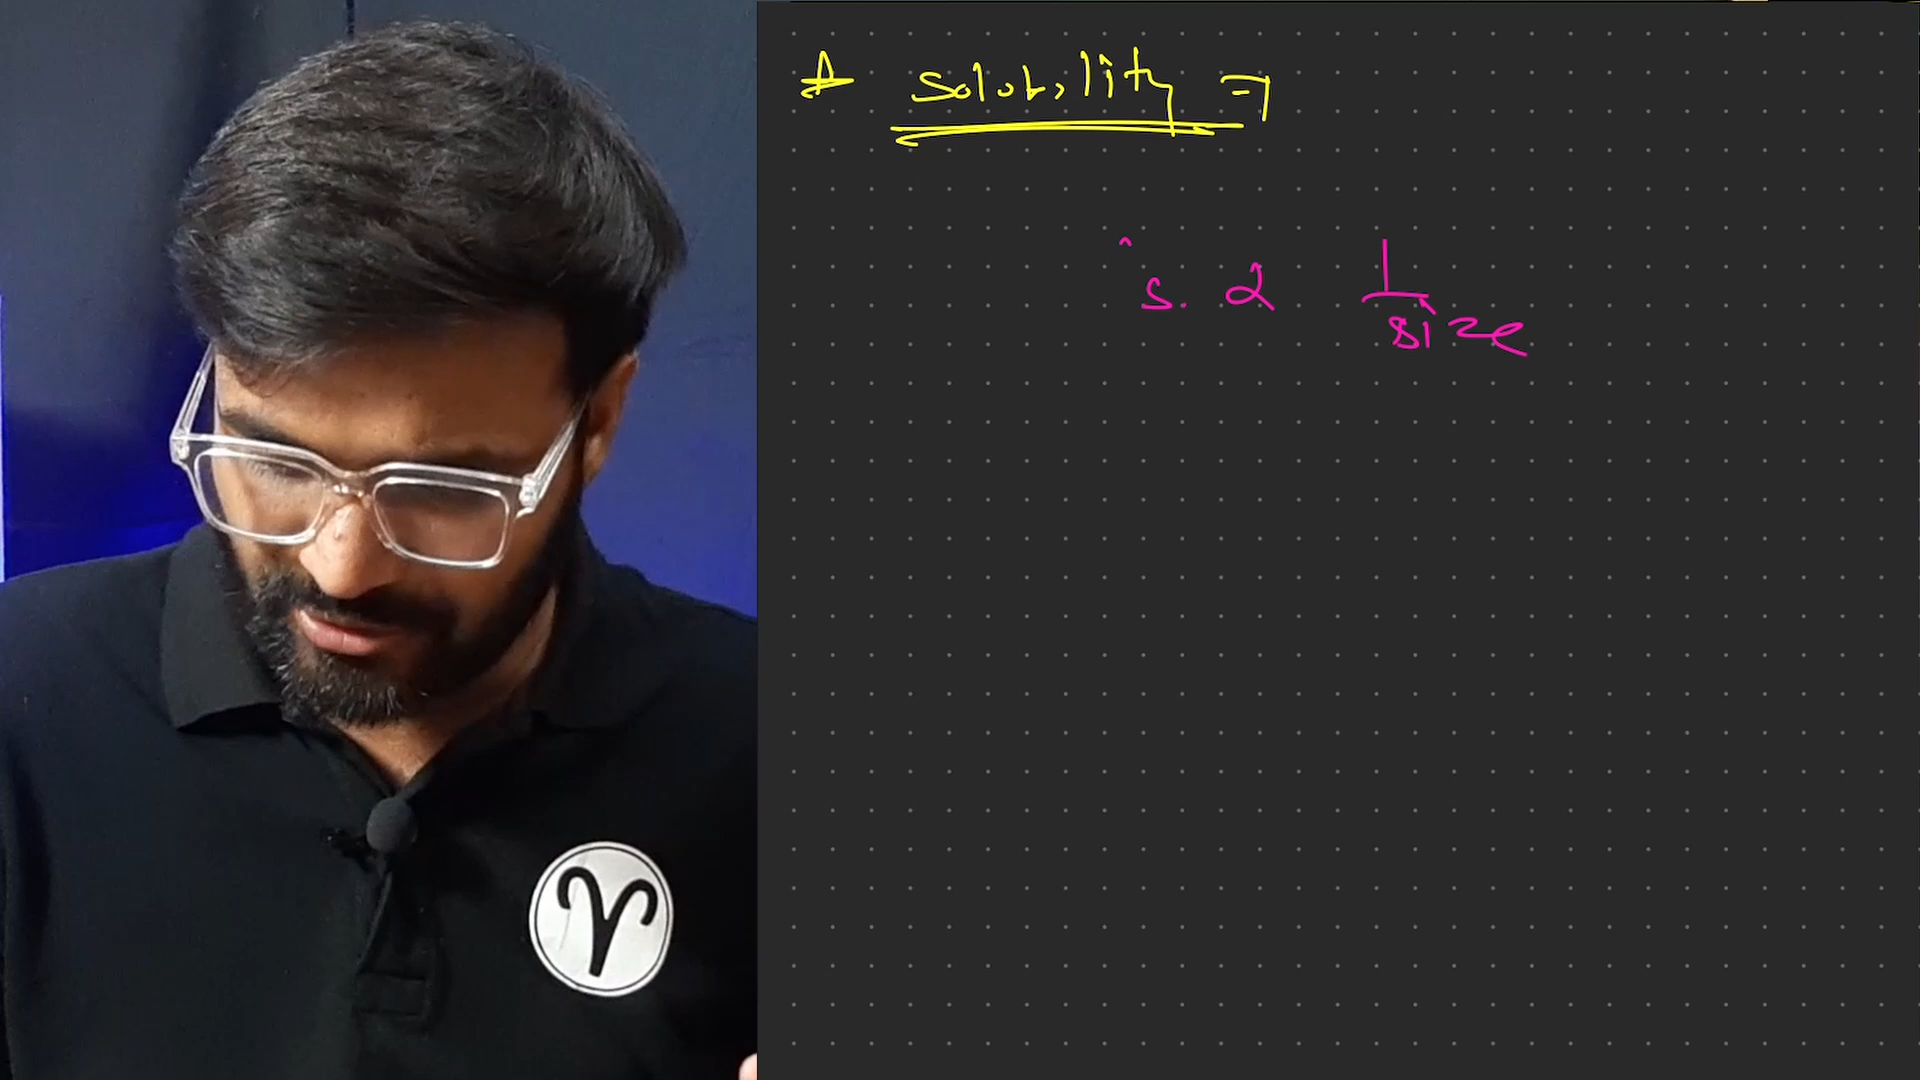 Solubility ⇒
S. α 1/size